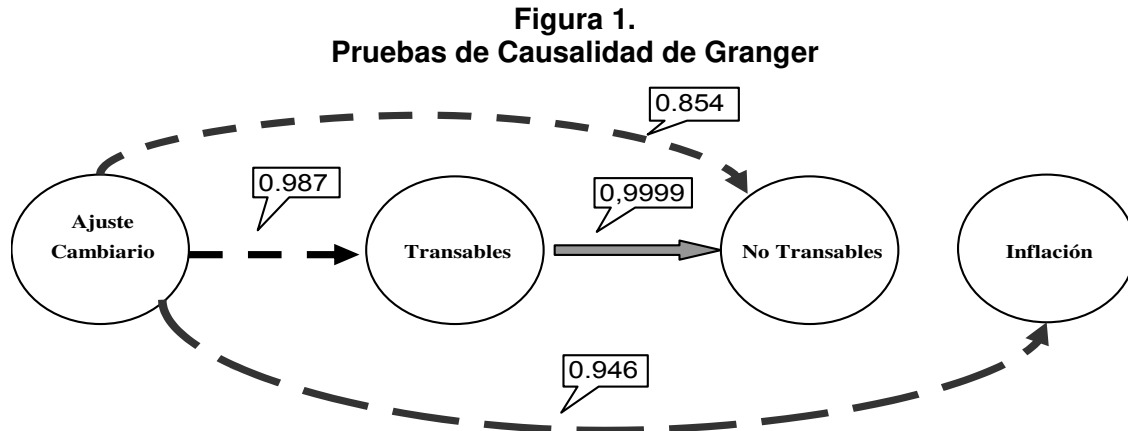 Figura 1.
Pruebas de Causalidad de Granger
0.854
0.987
0,9999
Ajuste
Cambiario
Transables
No Transables
Inflación
0.946